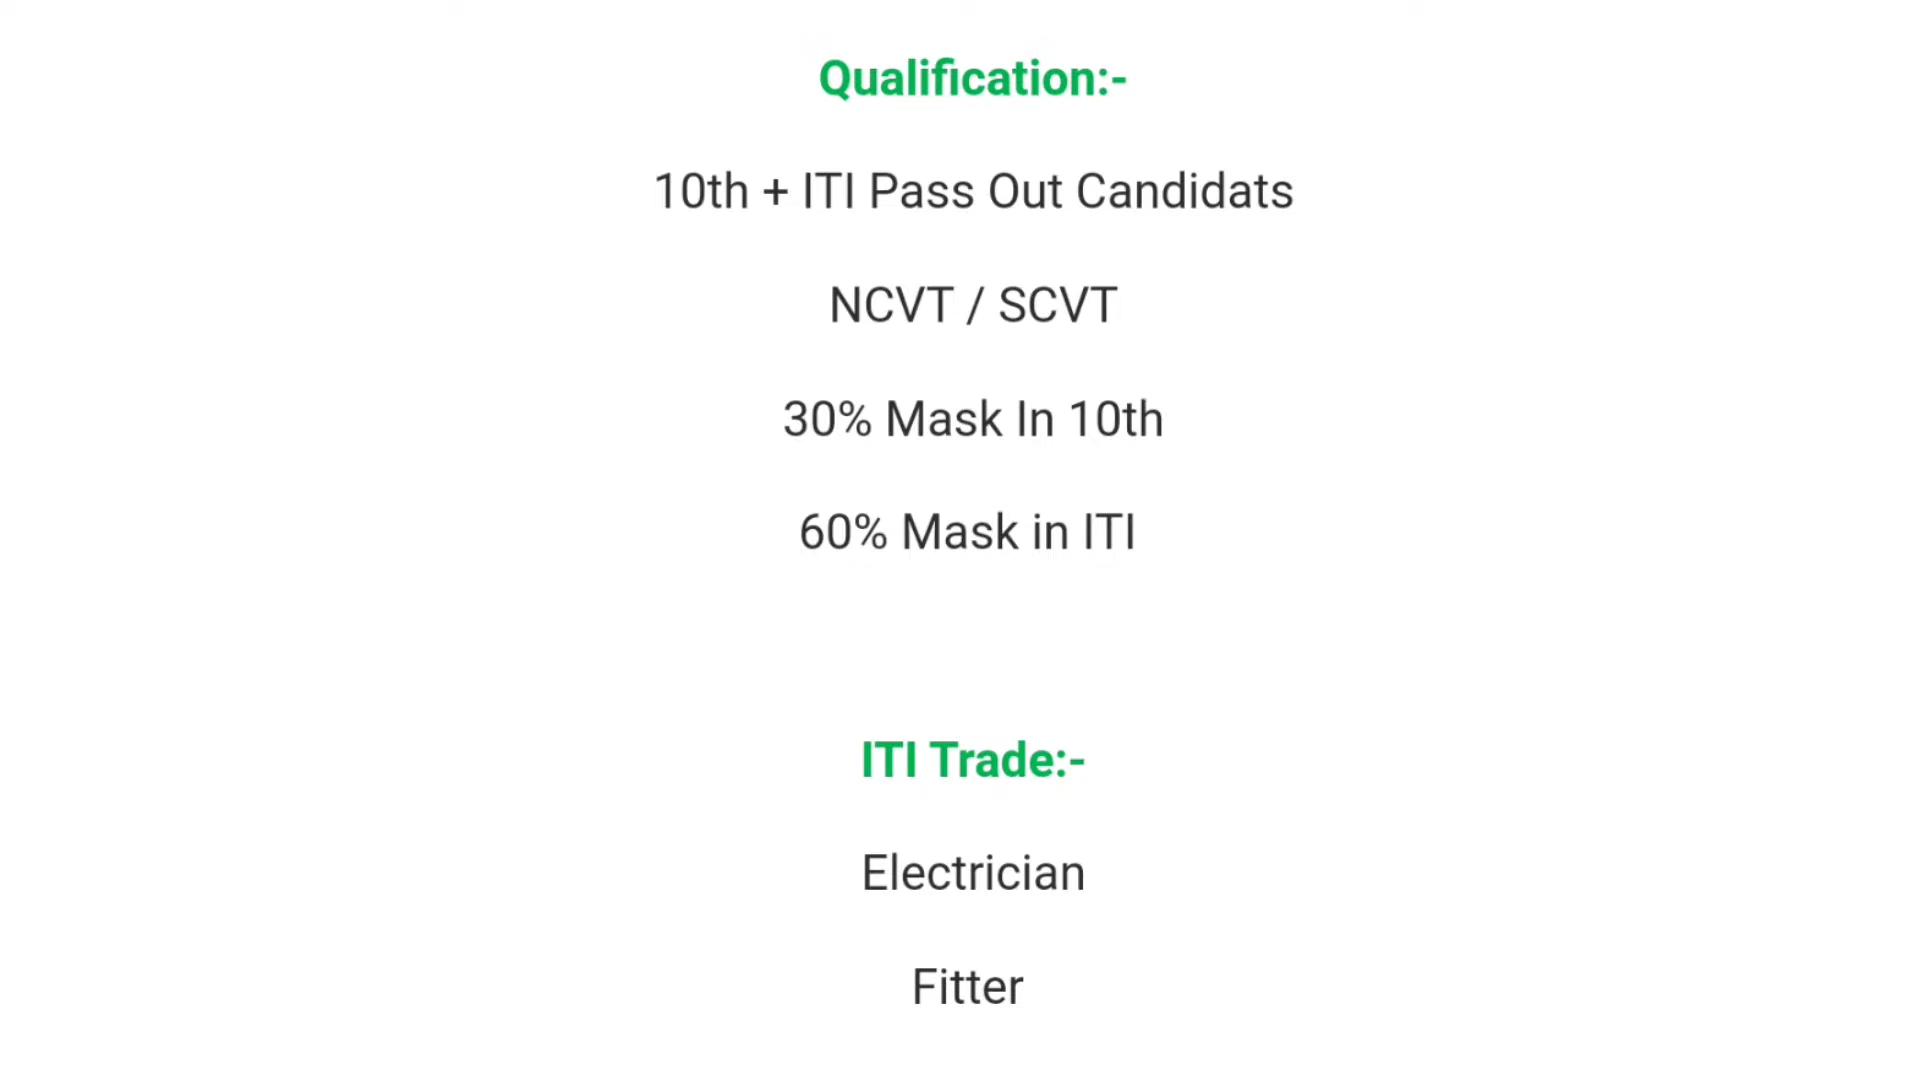 Qualification:-
10th + ITI Pass Out Candidats
NCVT / SCVT
30% Mask In 10th
60% Mask in ITI
ITI Trade:-
Electrician
Fitter